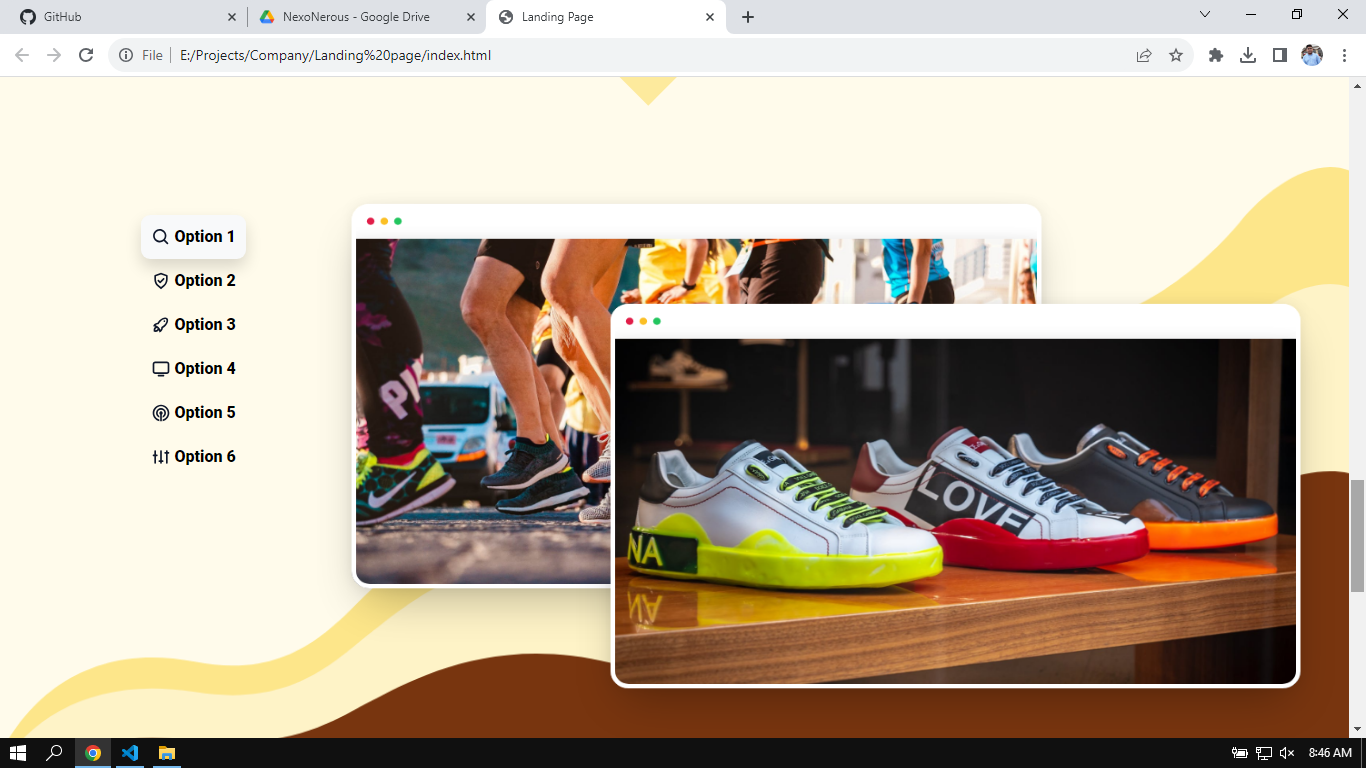 GitHub
NexoNerous - Google Drive
Landing Page
File
E:/Projects/Company/Landing%20page/index.html
Option 1
Option 2
Option 3
Option 4
Option 5
Option 6
LOVE
NA
NA
8:46 AM